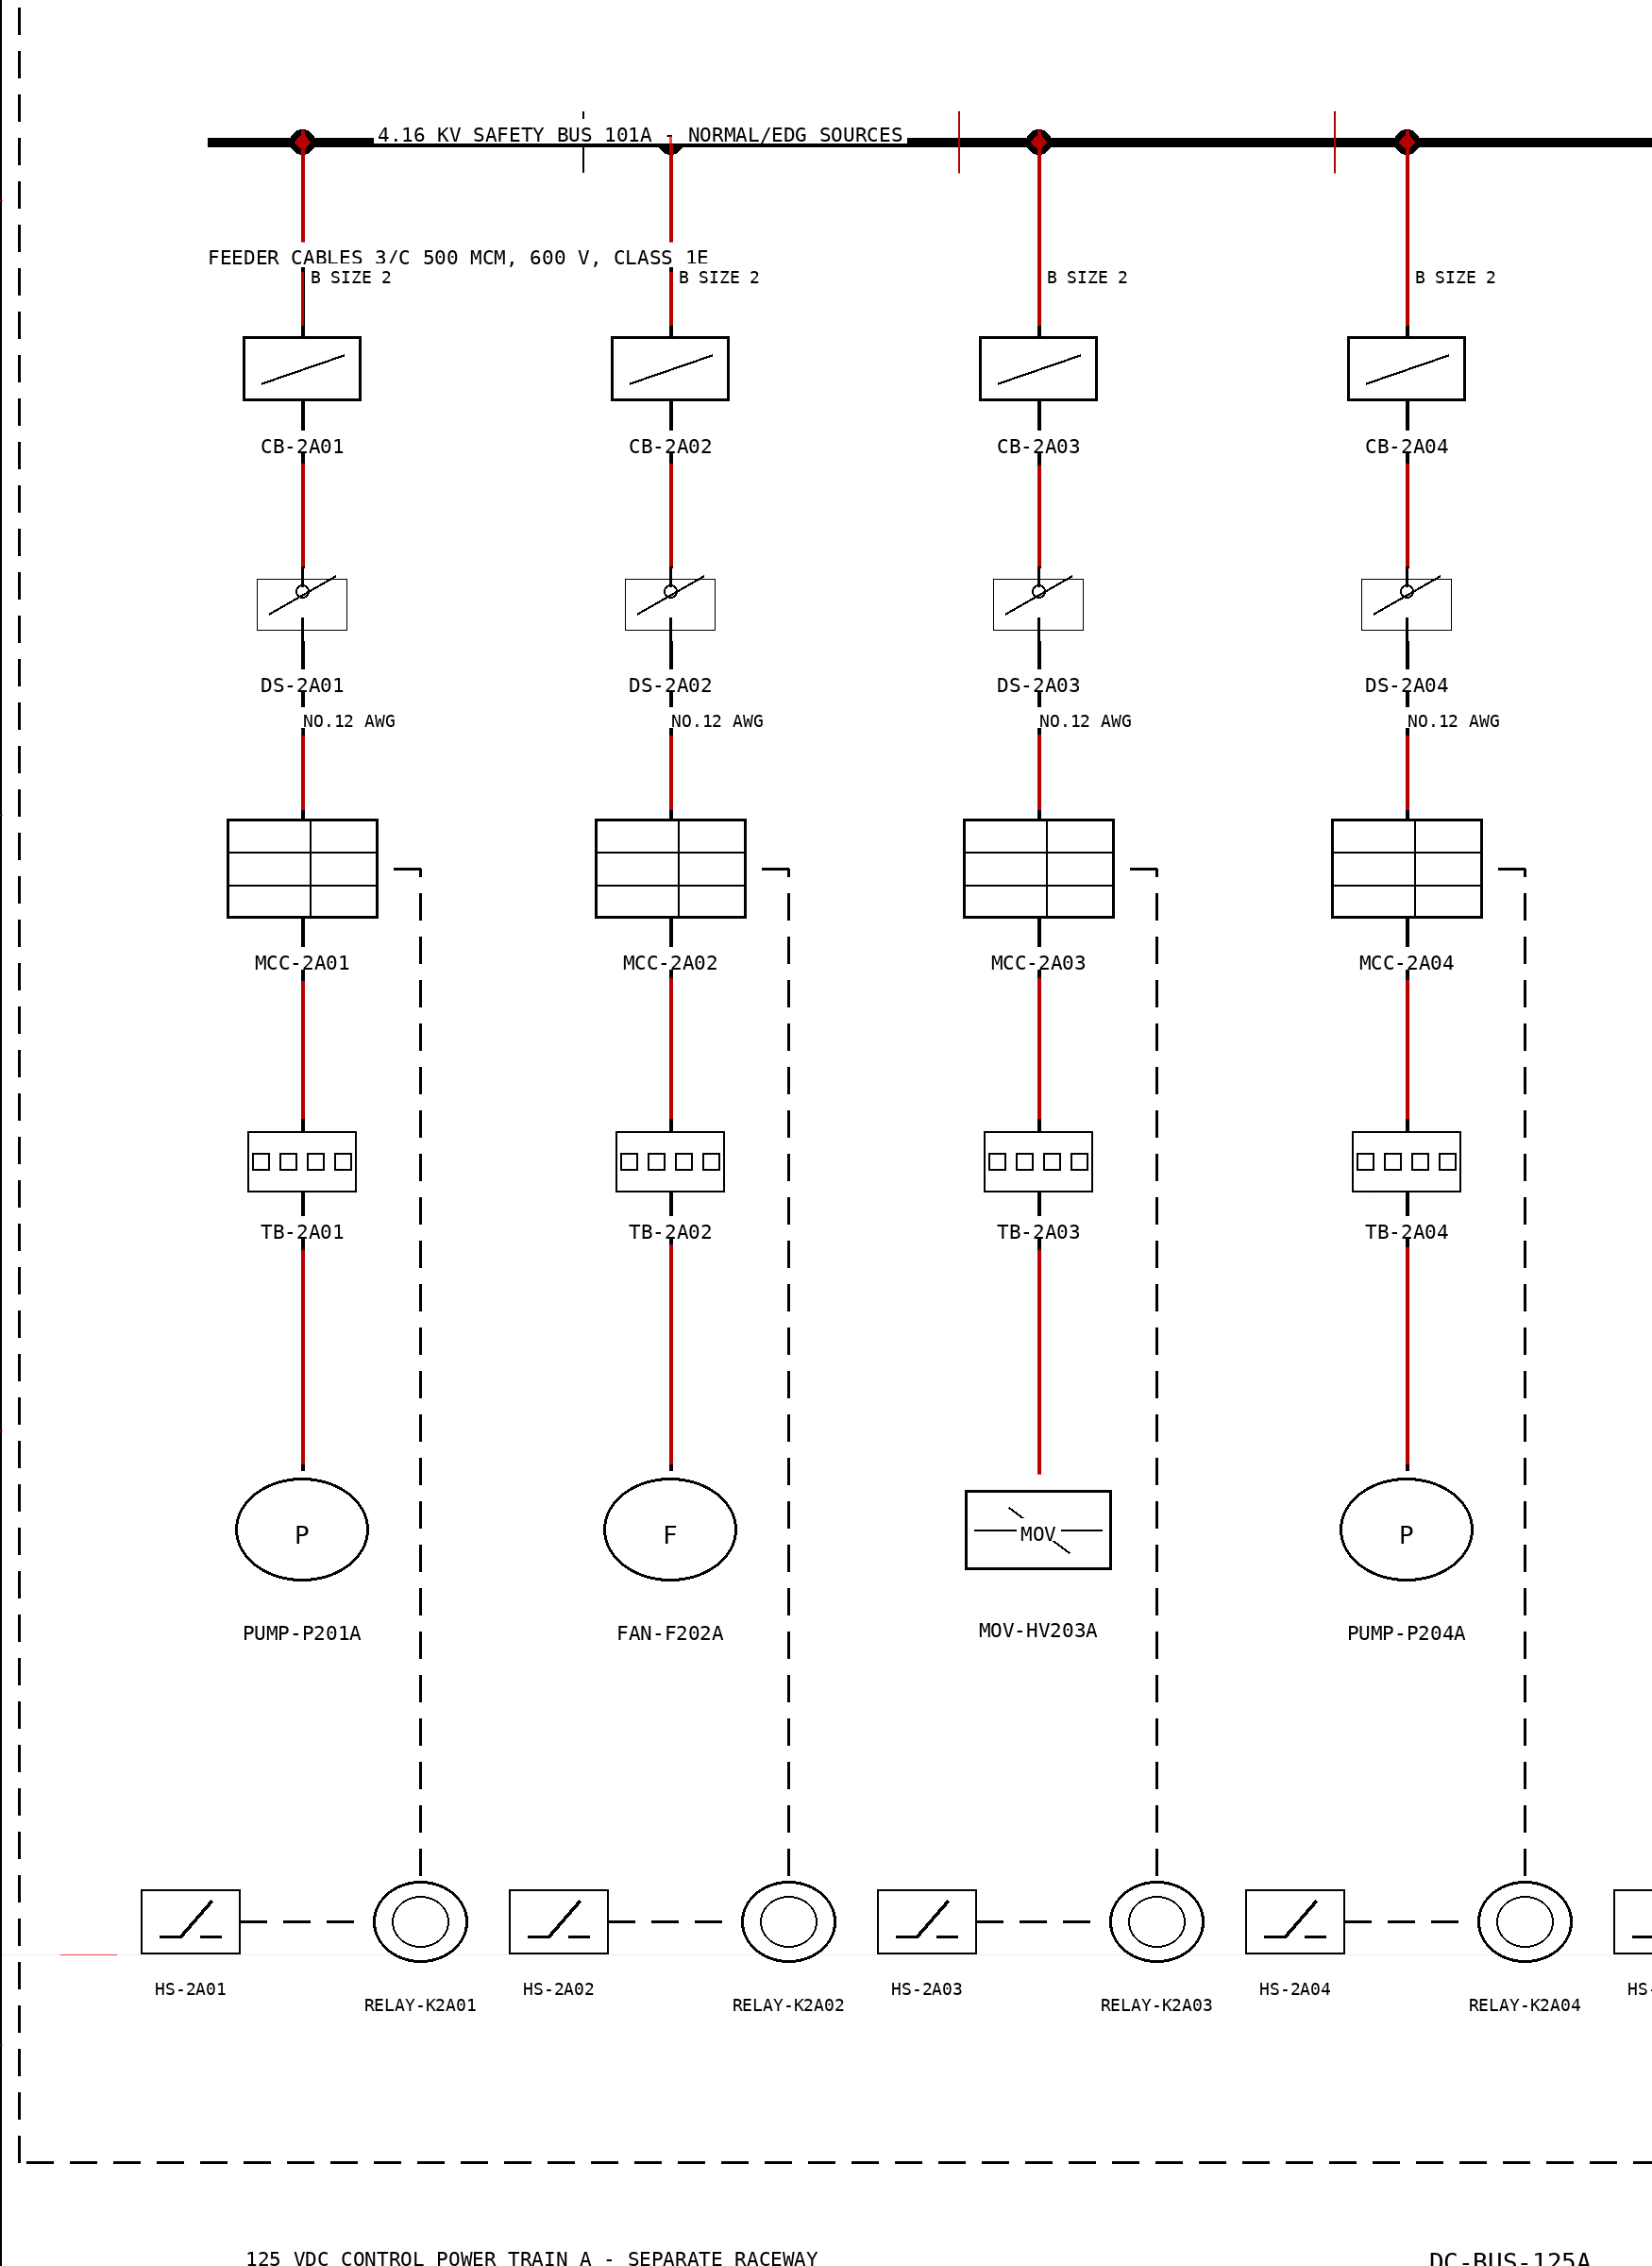 4.16 KV SAFETY BUS 101A - NORMAL/EDG SOURCES
FEEDER CABLES 3/C 500 MCM, 600 V, CLASS 1E
B SIZE 2 B SIZE 2 B SIZE 2 B SIZE 2
CB-2A01 CB-2A02 CB-2A03 CB-2A04
DS-2A01 DS-2A02 DS-2A03 DS-2A04
NO.12 AWG NO.12 AWG NO.12 AWG NO.12 AWG
MCC-2A01 MCC-2A02 MCC-2A03 MCC-2A04
TB-2A01 TB-2A02 TB-2A03 TB-2A04
P F MOV P
PUMP-P201A FAN-F202A MOV-HV203A PUMP-P204A
HS-2A01 HS-2A02 HS-2A03 HS-2A04 HS-
RELAY-K2A01 RELAY-K2A02 RELAY-K2A03 RELAY-K2A04
125 VDC CONTROL POWER TRAIN A - SEPARATE RACEWAY DC-BUS-125A